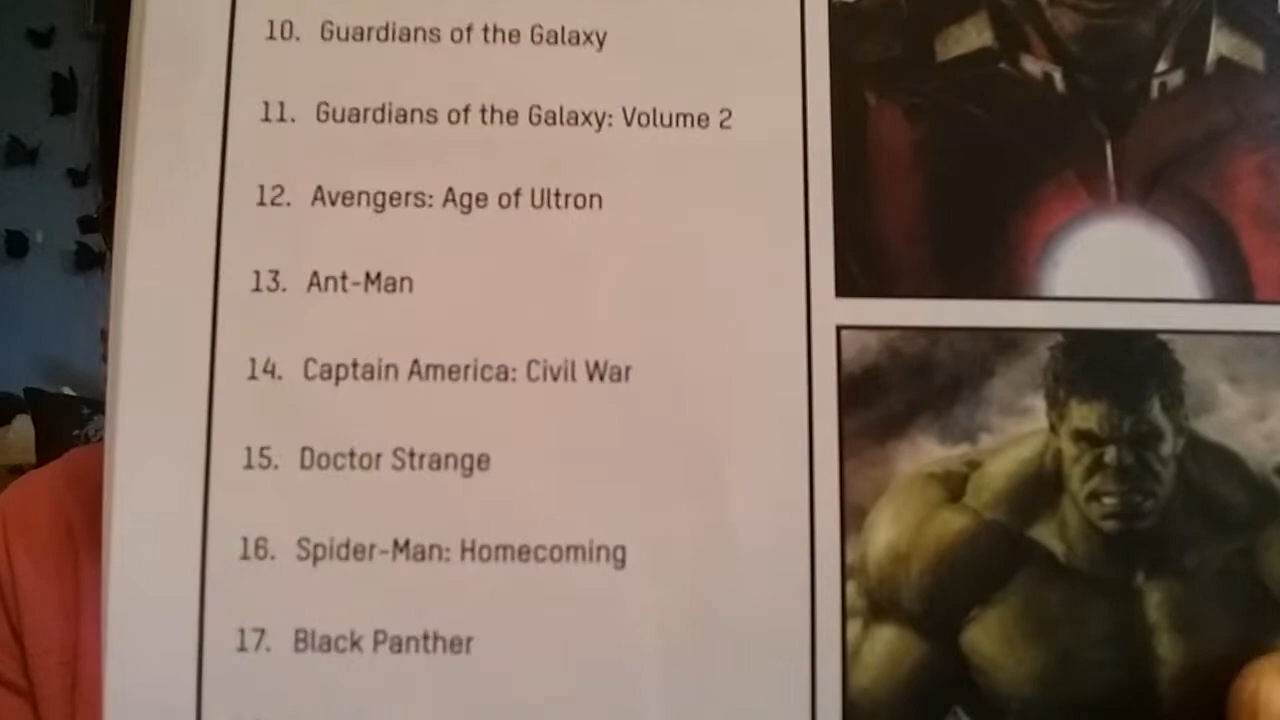 10. Guardians of the Galaxy
11. Guardians of the Galaxy: Volume 2
12. Avengers: Age of Ultron
13. Ant-Man
14. Captain America: Civil War
15. Doctor Strange
16. Spider-Man: Homecoming
17. Black Panther